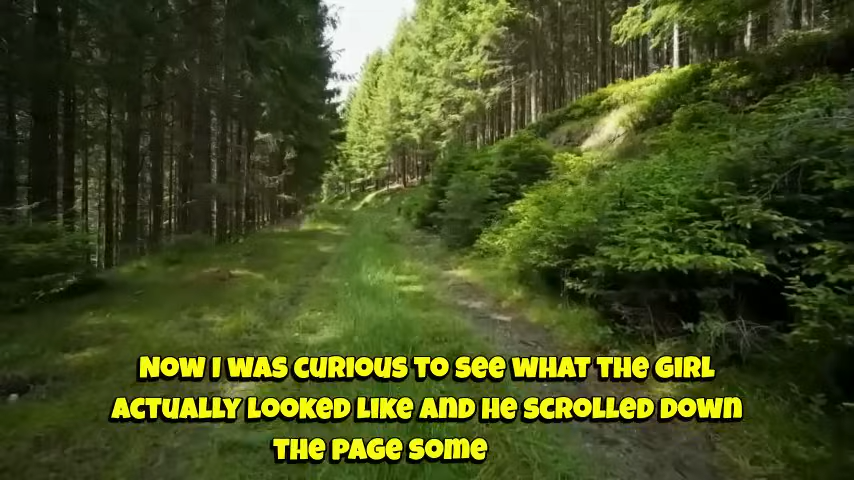 Now I was curious to see what the girl
actually looked like and he scrolled down
the page some